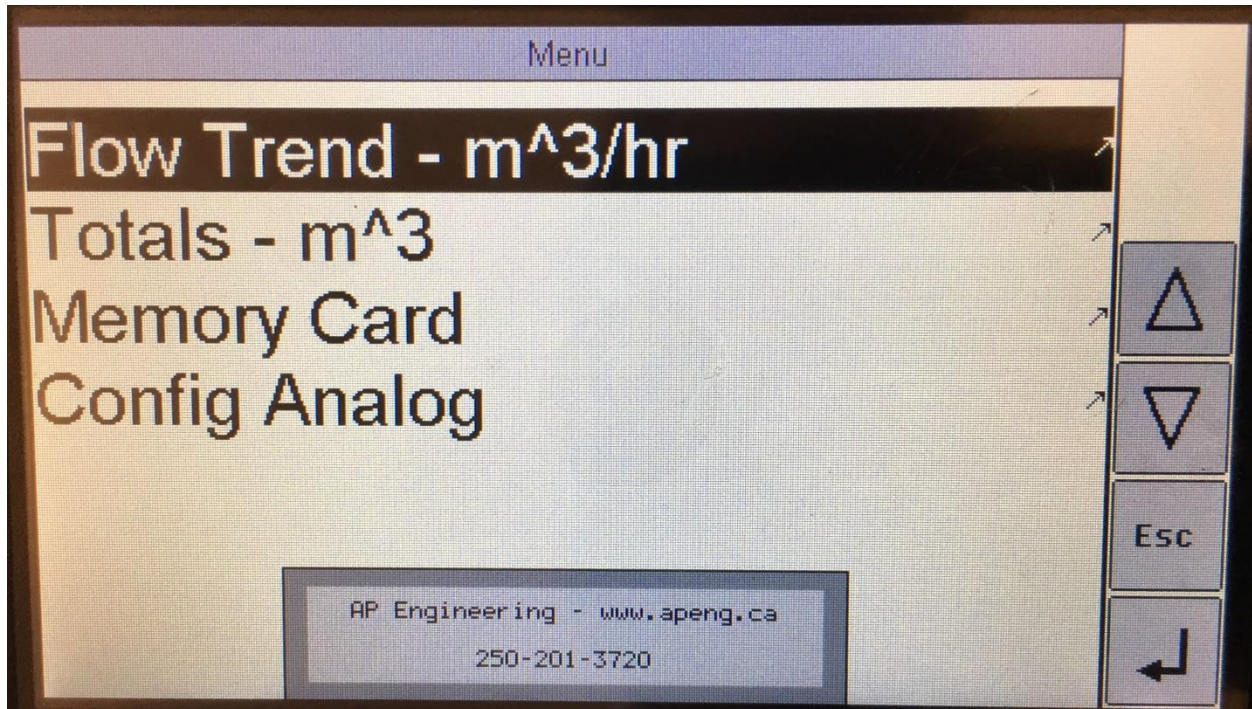 Menu
Flow Trend - m^3/hr
Totals - m^3
Memory Card
Config Analog
Esc
AP Engineering - www.apeng.ca
250-201-3720